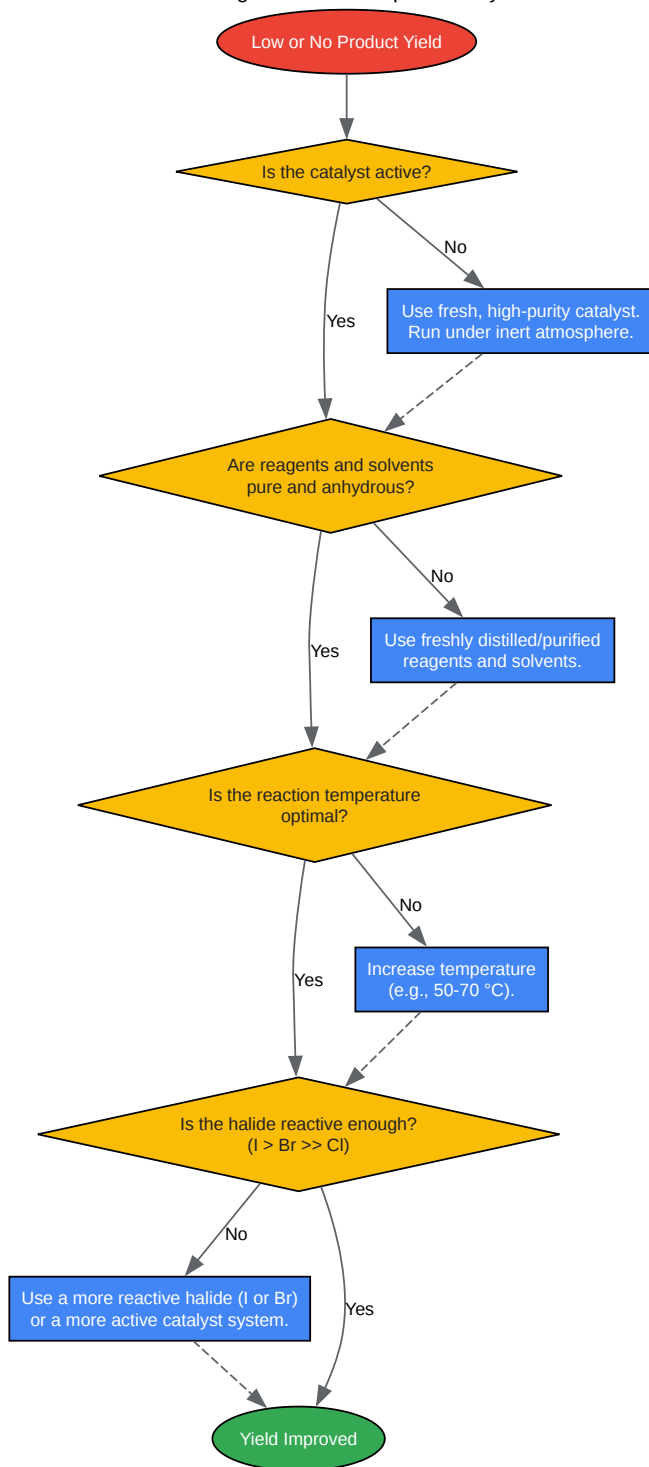 Low or No Product Yield
Is the catalyst active?
No
Yes
Use fresh, high-purity catalyst.
Run under inert atmosphere.
Are reagents and solvents
pure and anhydrous?
No
Yes
Use freshly distilled/purified
reagents and solvents.
Is the reaction temperature
optimal?
No
Yes
Increase temperature
(e.g., 50-70 °C).
Is the halide reactive enough?
(I > Br >> Cl)
No
Yes
Use a more reactive halide (I or Br)
or a more active catalyst system.
Yield Improved